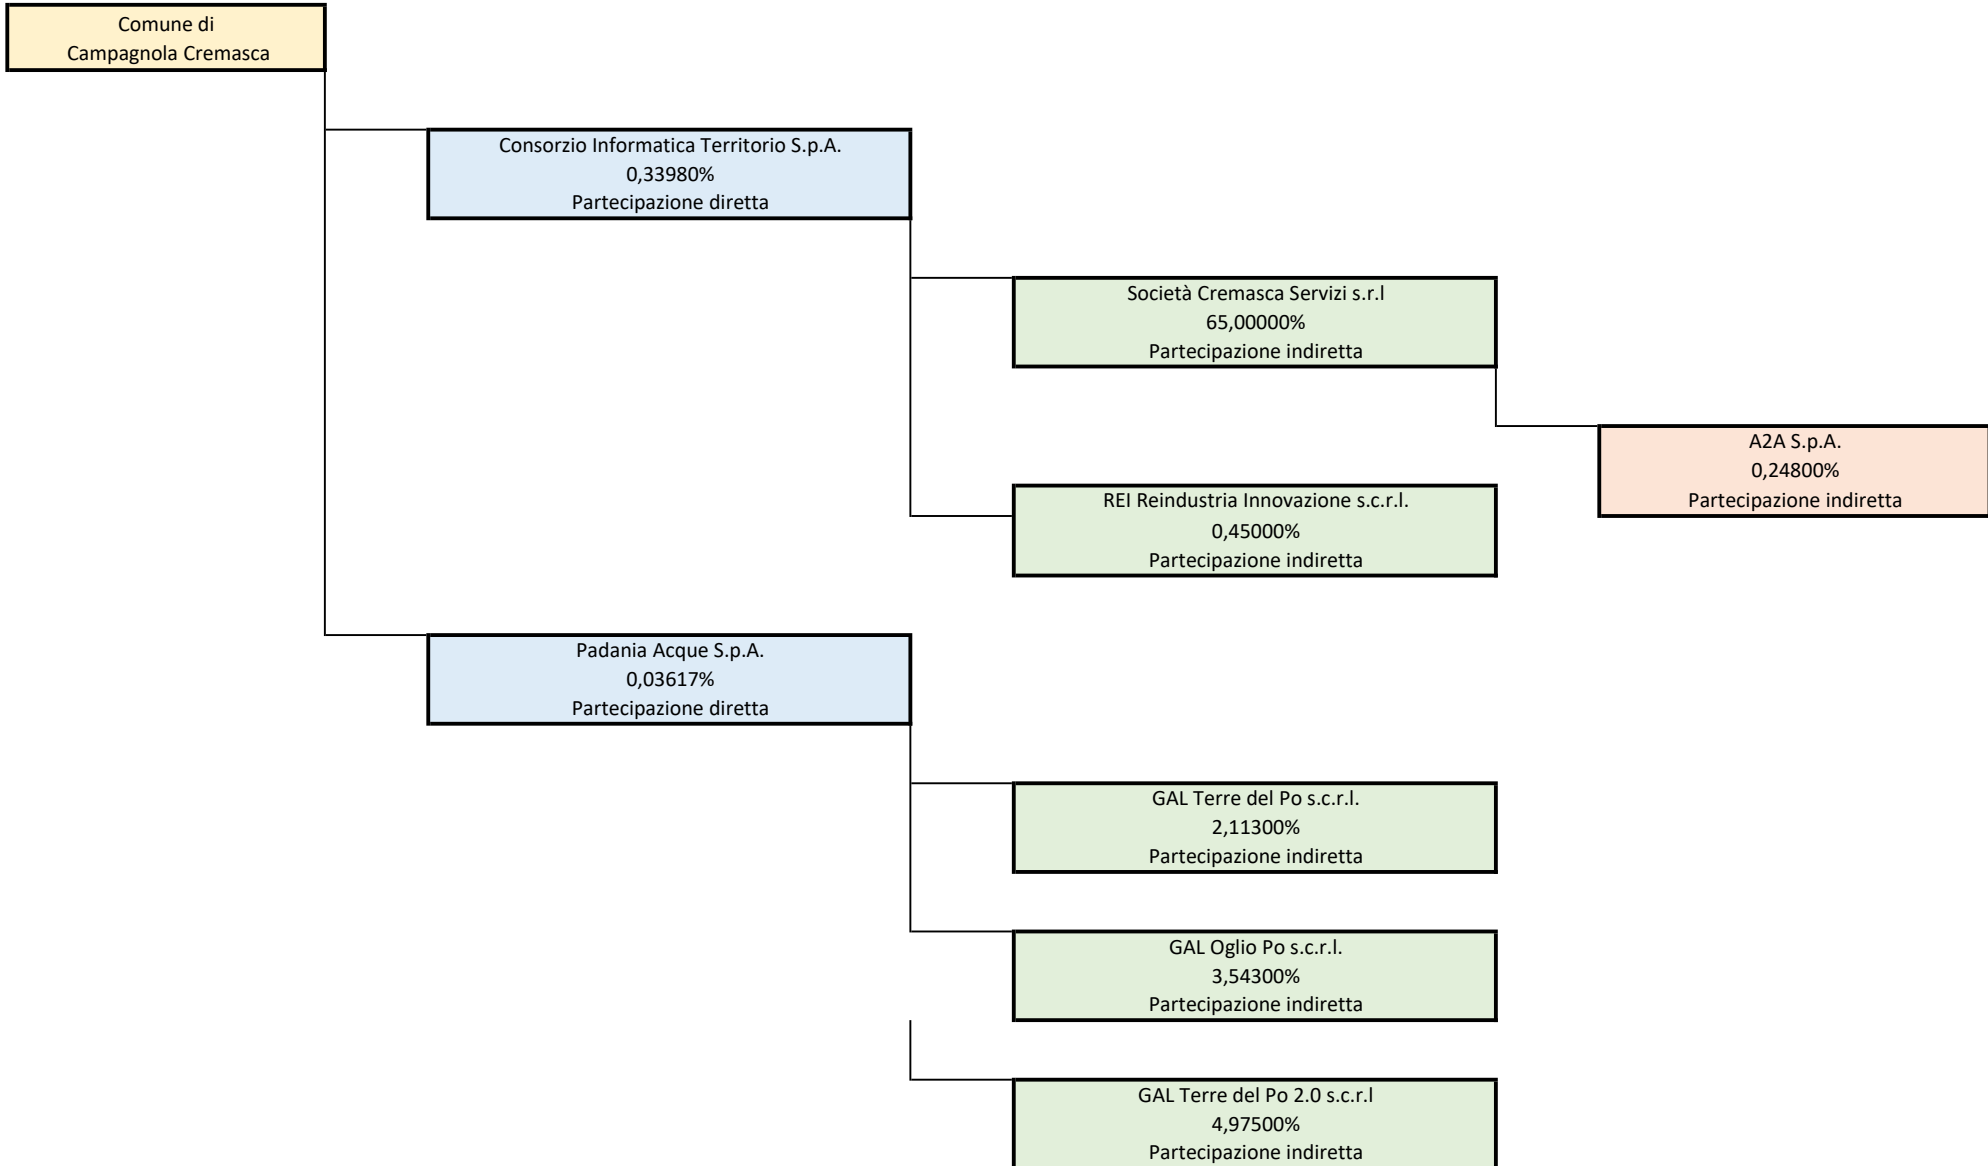 Comune di
Campagnola Cremasca
Consorzio Informatica Territorio S.p.A.
0,33980%
Partecipazione diretta
Società Cremasca Servizi s.r.l
65,00000%
Partecipazione indiretta
A2A S.p.A.
0,24800%
Partecipazione indiretta
REI Reindustria Innovazione s.c.r.l.
0,45000%
Partecipazione indiretta
Padania Acque S.p.A.
0,03617%
Partecipazione diretta
GAL Terre del Po s.c.r.l.
2,11300%
Partecipazione indiretta
GAL Oglio Po s.c.r.l.
3,54300%
Partecipazione indiretta
GAL Terre del Po 2.0 s.c.r.l
4,97500%
Partecipazione indiretta